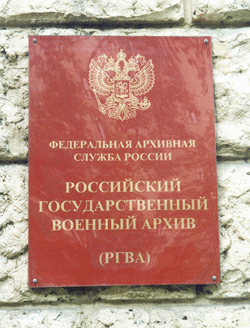 ФЕДЕРАЛЬНАЯ АРХИВНАЯ
СЛУЖБА РОССИИ
РОССИЙСКИЙ
ГОСУДАРСТВЕННЫЙ
ВОЕННЫЙ АРХИВ
(РГВА)